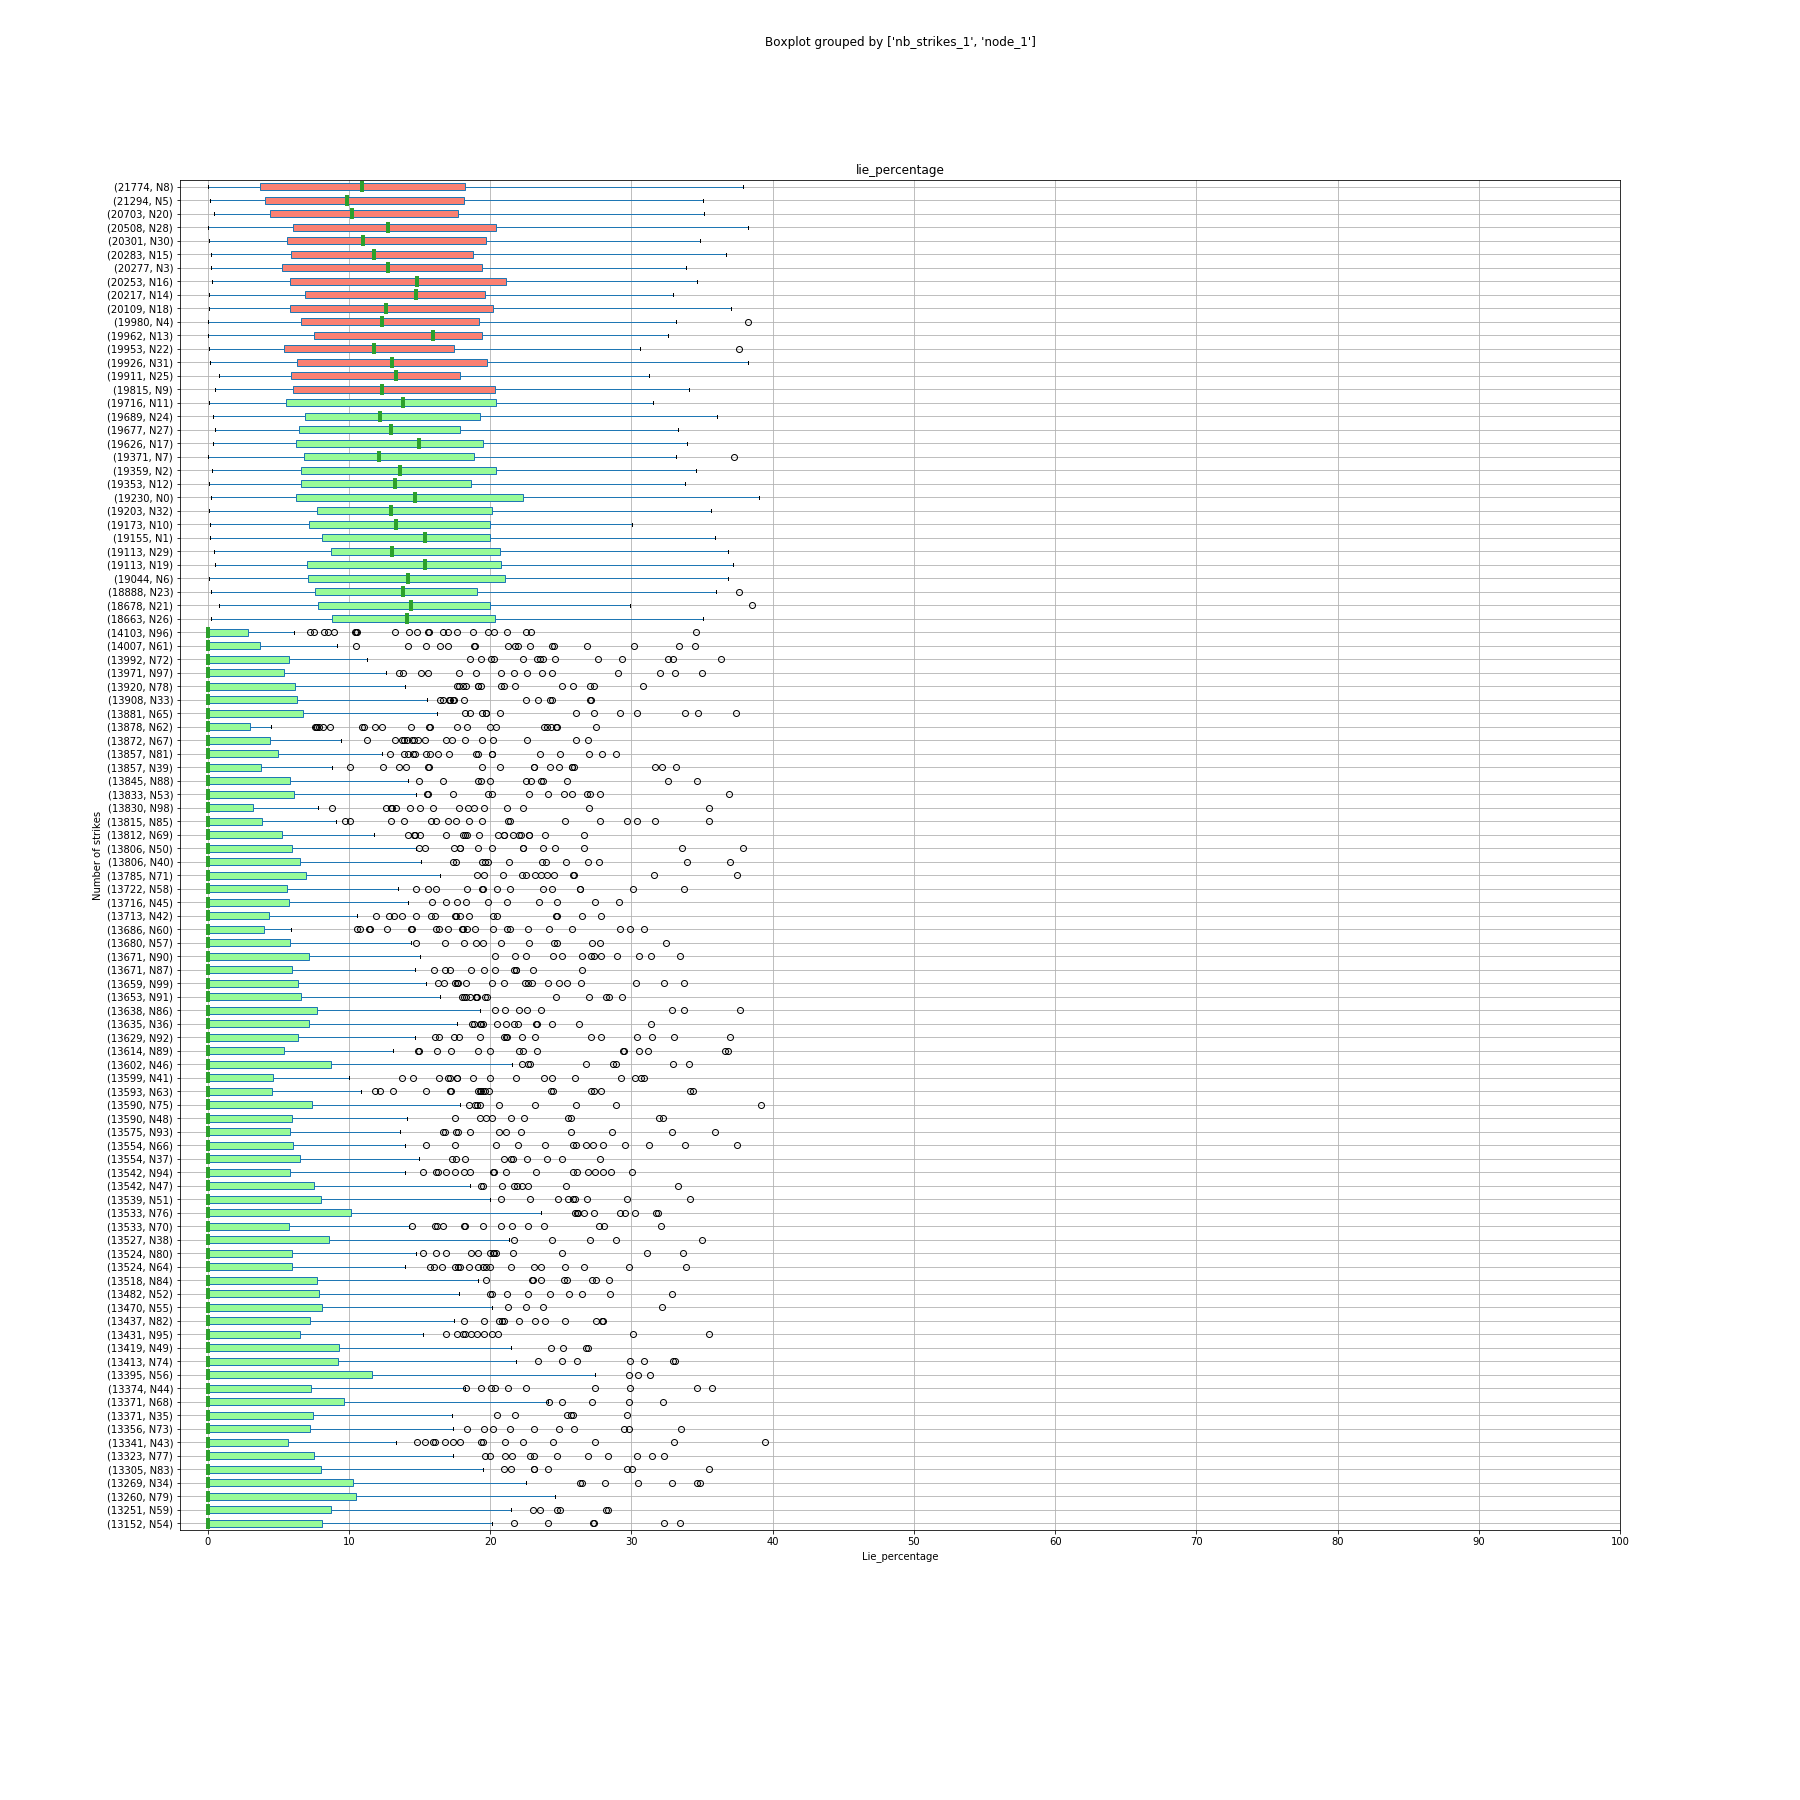 Boxplot grouped by ['nb_strikes_1', 'node_1']
lie_percentage
(21774, N8)
(21294, N5)
(20703, N20)
(20508, N28)
(20301, N30)
(20283, N15)
(20277, N3)
(20253, N16)
(20217, N14)
(20109, N18)
(19980, N4)
(19962, N13)
(19953, N22)
(19926, N31)
(19911, N25)
(19815, N9)
(19716, N11)
(19689, N24)
(19677, N27)
(19626, N17)
(19371, N7)
(19359, N2)
(19353, N12)
(19230, N0)
(19203, N32)
(19173, N10)
(19155, N1)
(19113, N29)
(19113, N19)
(19044, N6)
(18888, N23)
(18678, N21)
(18663, N26)
(14103, N96)
(14007, N61)
(13992, N72)
(13971, N97)
(13920, N78)
(13908, N33)
(13881, N65)
(13878, N62)
(13872, N67)
(13857, N81)
(13857, N39)
(13845, N88)
(13833, N53)
(13830, N98)
(13815, N85)
(13812, N69)
(13806, N50)
(13806, N40)
(13785, N71)
(13722, N58)
(13716, N45)
(13713, N42)
(13686, N60)
(13680, N57)
(13671, N90)
(13671, N87)
(13659, N99)
(13653, N91)
(13638, N86)
(13635, N36)
(13629, N92)
(13614, N89)
(13602, N46)
(13599, N41)
(13593, N63)
(13590, N75)
(13590, N48)
(13575, N93)
(13554, N66)
(13554, N37)
(13542, N94)
(13542, N47)
(13539, N51)
(13533, N76)
(13533, N70)
(13527, N38)
(13524, N80)
(13524, N64)
(13518, N84)
(13482, N52)
(13470, N55)
(13437, N82)
(13431, N95)
(13419, N49)
(13413, N74)
(13395, N56)
(13374, N44)
(13371, N68)
(13371, N35)
(13356, N73)
(13341, N43)
(13323, N77)
(13305, N83)
(13269, N34)
(13260, N79)
(13251, N59)
(13152, N54)
Number of strikes
0 10 20 30 40 50 60 70 80 90 100
Lie_percentage